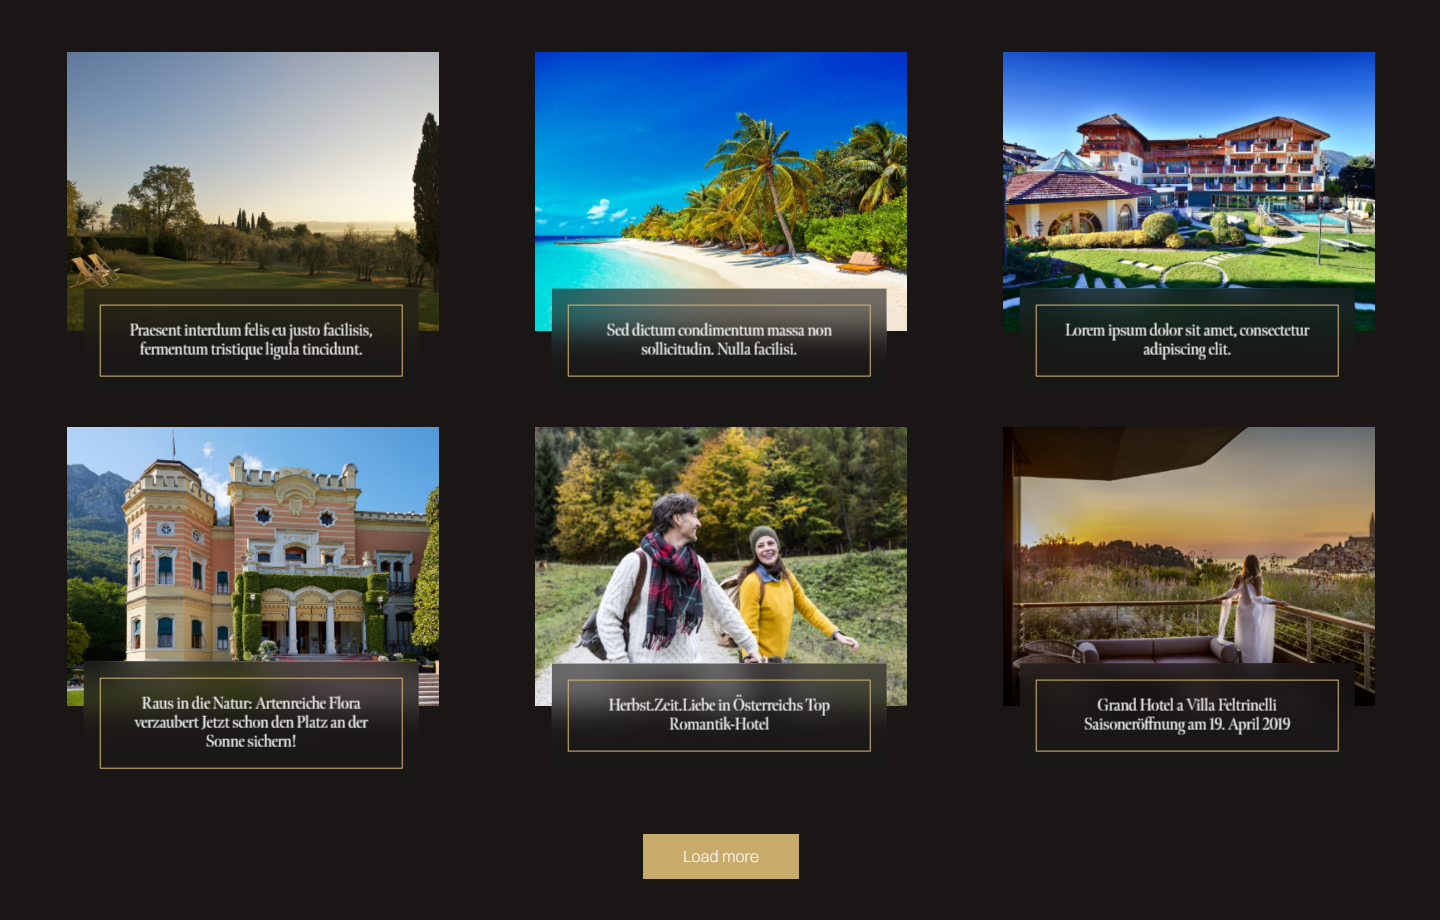 Praesent interdum felis eu justo facilisis,
fermentum tristique ligula tincidunt.
Sed dictum condimentum massa non
sollicitudin. Nulla facilisi.
Lorem ipsum dolor sit amet, consectetur
adipiscing elit.
Raus in die Natur: Artenreiche Flora
verzaubert Jetzt schon den Platz an der
Sonne sichern!
Herbst.Zeit.Liebe in Österreichs Top
Romantik-Hotel
Grand Hotel a Villa Feltrinelli
Saisoneröffnung am 19. April 2019
Load more